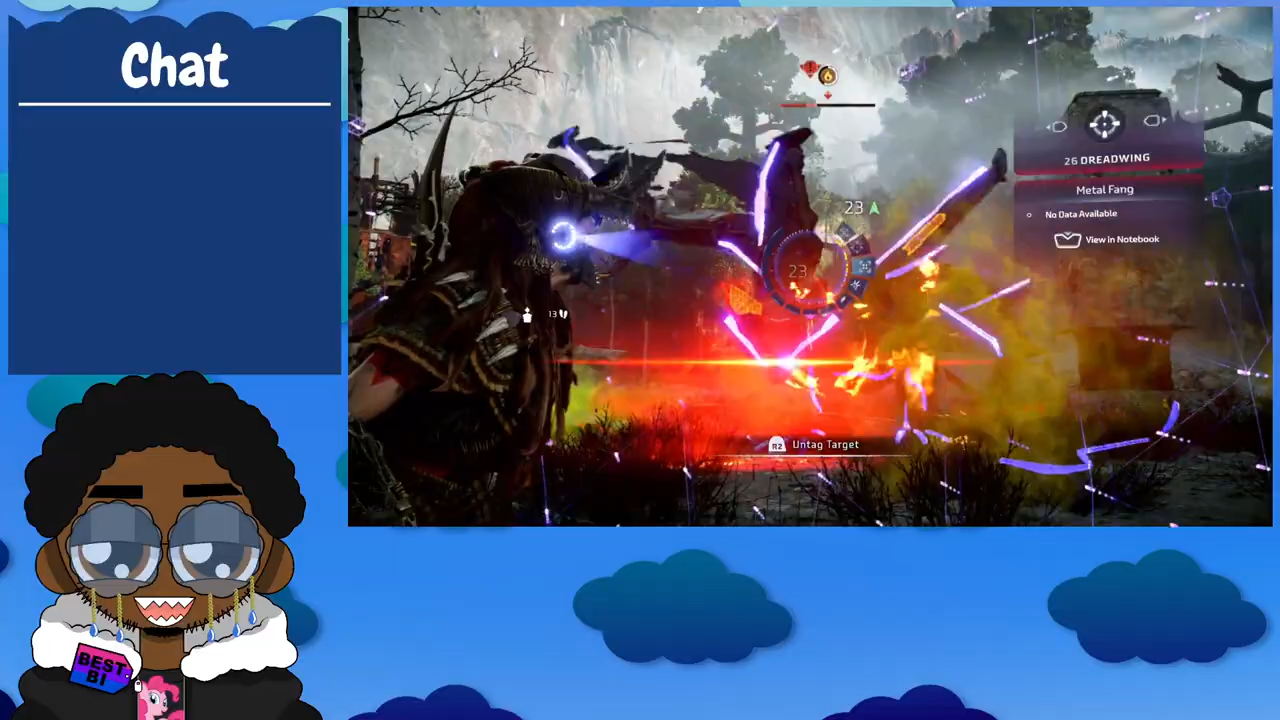 Chat
26 DREADWING
Metal Fang
No Data Available
View in Notebook
23
23
13
R2 Untag Target
BEST
BI